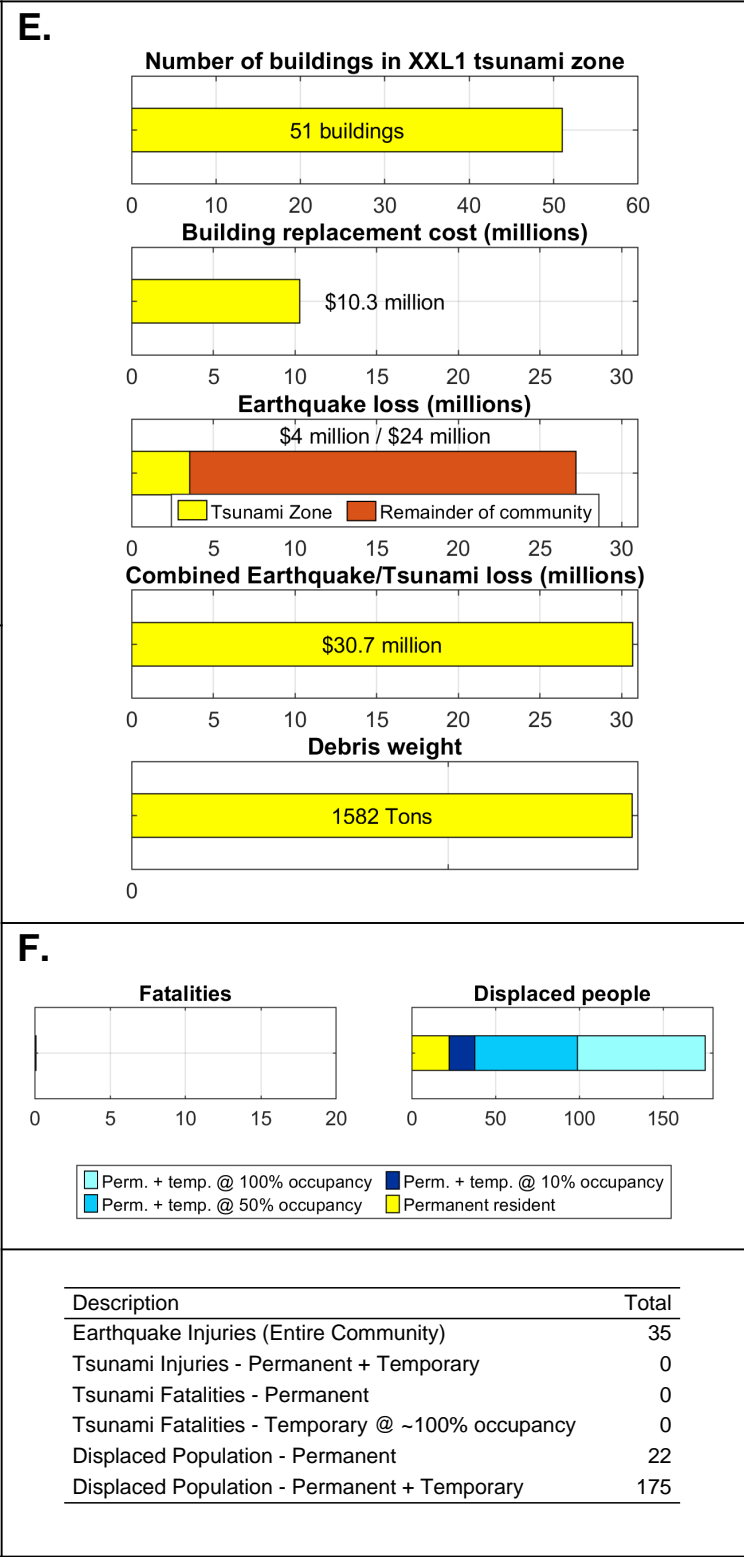 E.
Number of buildings in XXL1 tsunami zone
51 buildings
0 10 20 30 40 50 60
Building replacement cost (millions)
$10.3 million
0 5 10 15 20 25 30
Earthquake loss (millions)
$4 million / $24 million
Tsunami Zone Remainder of community
0 5 10 15 20 25 30
Combined Earthquake/Tsunami loss (millions)
$30.7 million
0 5 10 15 20 25 30
Debris weight
1582 Tons
0
F.
Fatalities
0 5 10 15 20
Displaced people
0 50 100 150
Perm. + temp. @ 100% occupancy Perm. + temp. @ 10% occupancy
Perm. + temp. @ 50% occupancy Permanent resident
Description Total
Earthquake Injuries (Entire Community) 35
Tsunami Injuries - Permanent + Temporary 0
Tsunami Fatalities - Permanent 0
Tsunami Fatalities - Temporary @ ~100% occupancy 0
Displaced Population - Permanent 22
Displaced Population - Permanent + Temporary 175